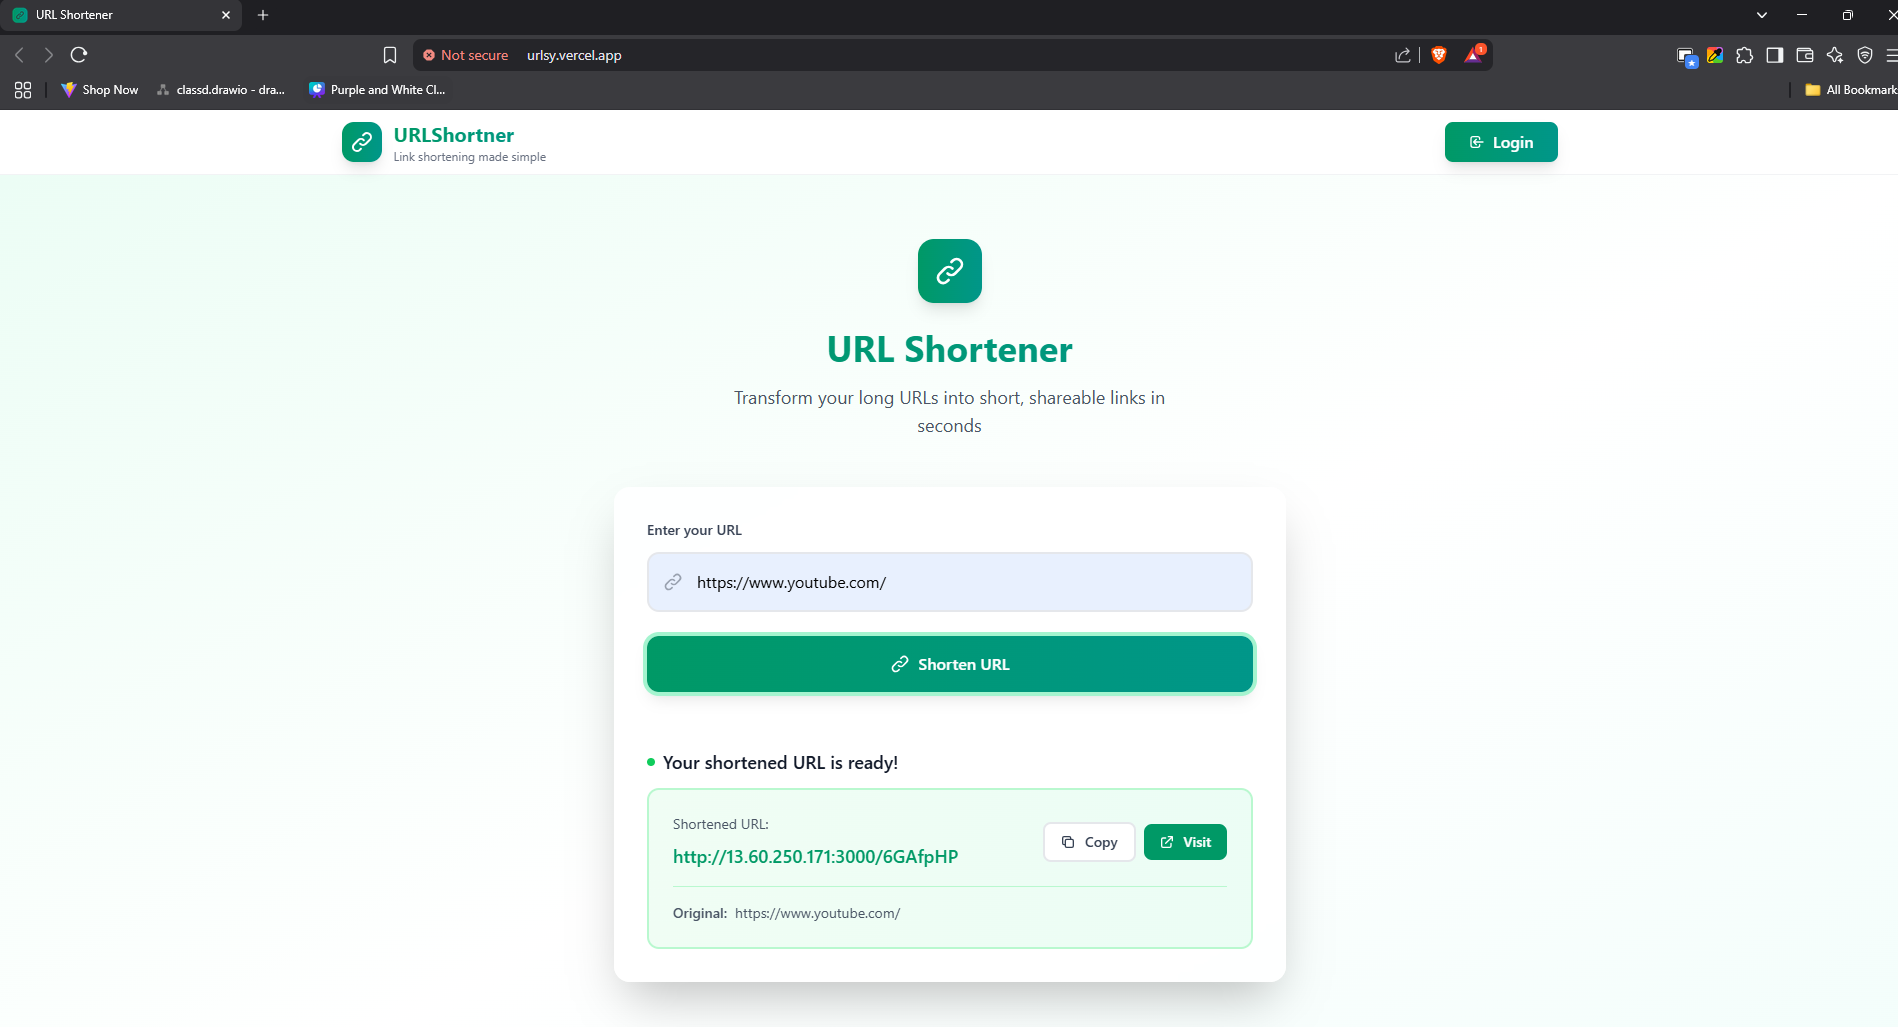 URL Shortener
Not secure urlsy.vercel.app
1
Shop Now classd.drawio - dra... Purple and White Cl... All Bookmark
URLShortner
Link shortening made simple
Login
URL Shortener
Transform your long URLs into short, shareable links in
seconds
Enter your URL
https://www.youtube.com/
Shorten URL
Your shortened URL is ready!
Shortened URL:
http://13.60.250.171:3000/6GAfpHP
Copy
Visit
Original: https://www.youtube.com/